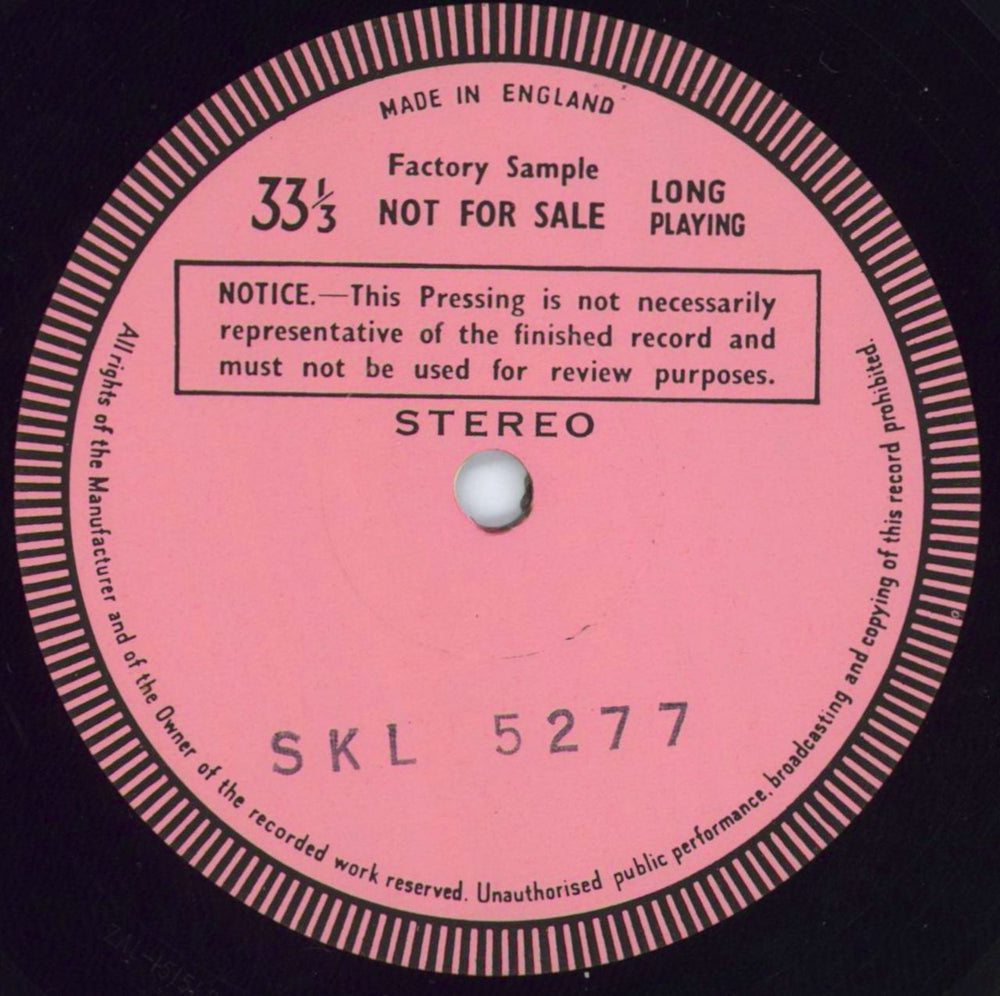 MADE IN ENGLAND
Factory Sample
33⅓ NOT FOR SALE LONG PLAYING
NOTICE.—This Pressing is not necessarily
representative of the finished record and
must not be used for review purposes.
STEREO
SKL 5277
All rights of the Manufacturer and of the Owner of the recorded work reserved. Unauthorised public performance, broadcasting and copying of this record prohibited.